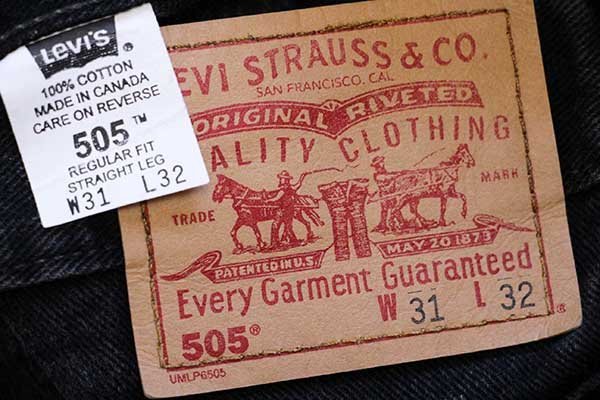 Levi's ®
100% COTTON
MADE IN CANADA
CARE ON REVERSE
505 ™
REGULAR FIT
STRAIGHT LEG
W31 L32
EVI STRAUSS & CO.
SAN FRANCISCO, CAL
ORIGINAL RIVETED
ALITY CLOTHING
TRADE MARK
PATENTED IN U.S.
MAY 20 1873
Every Garment Guaranteed
W 31 L 32
505® ®
UMLP6505